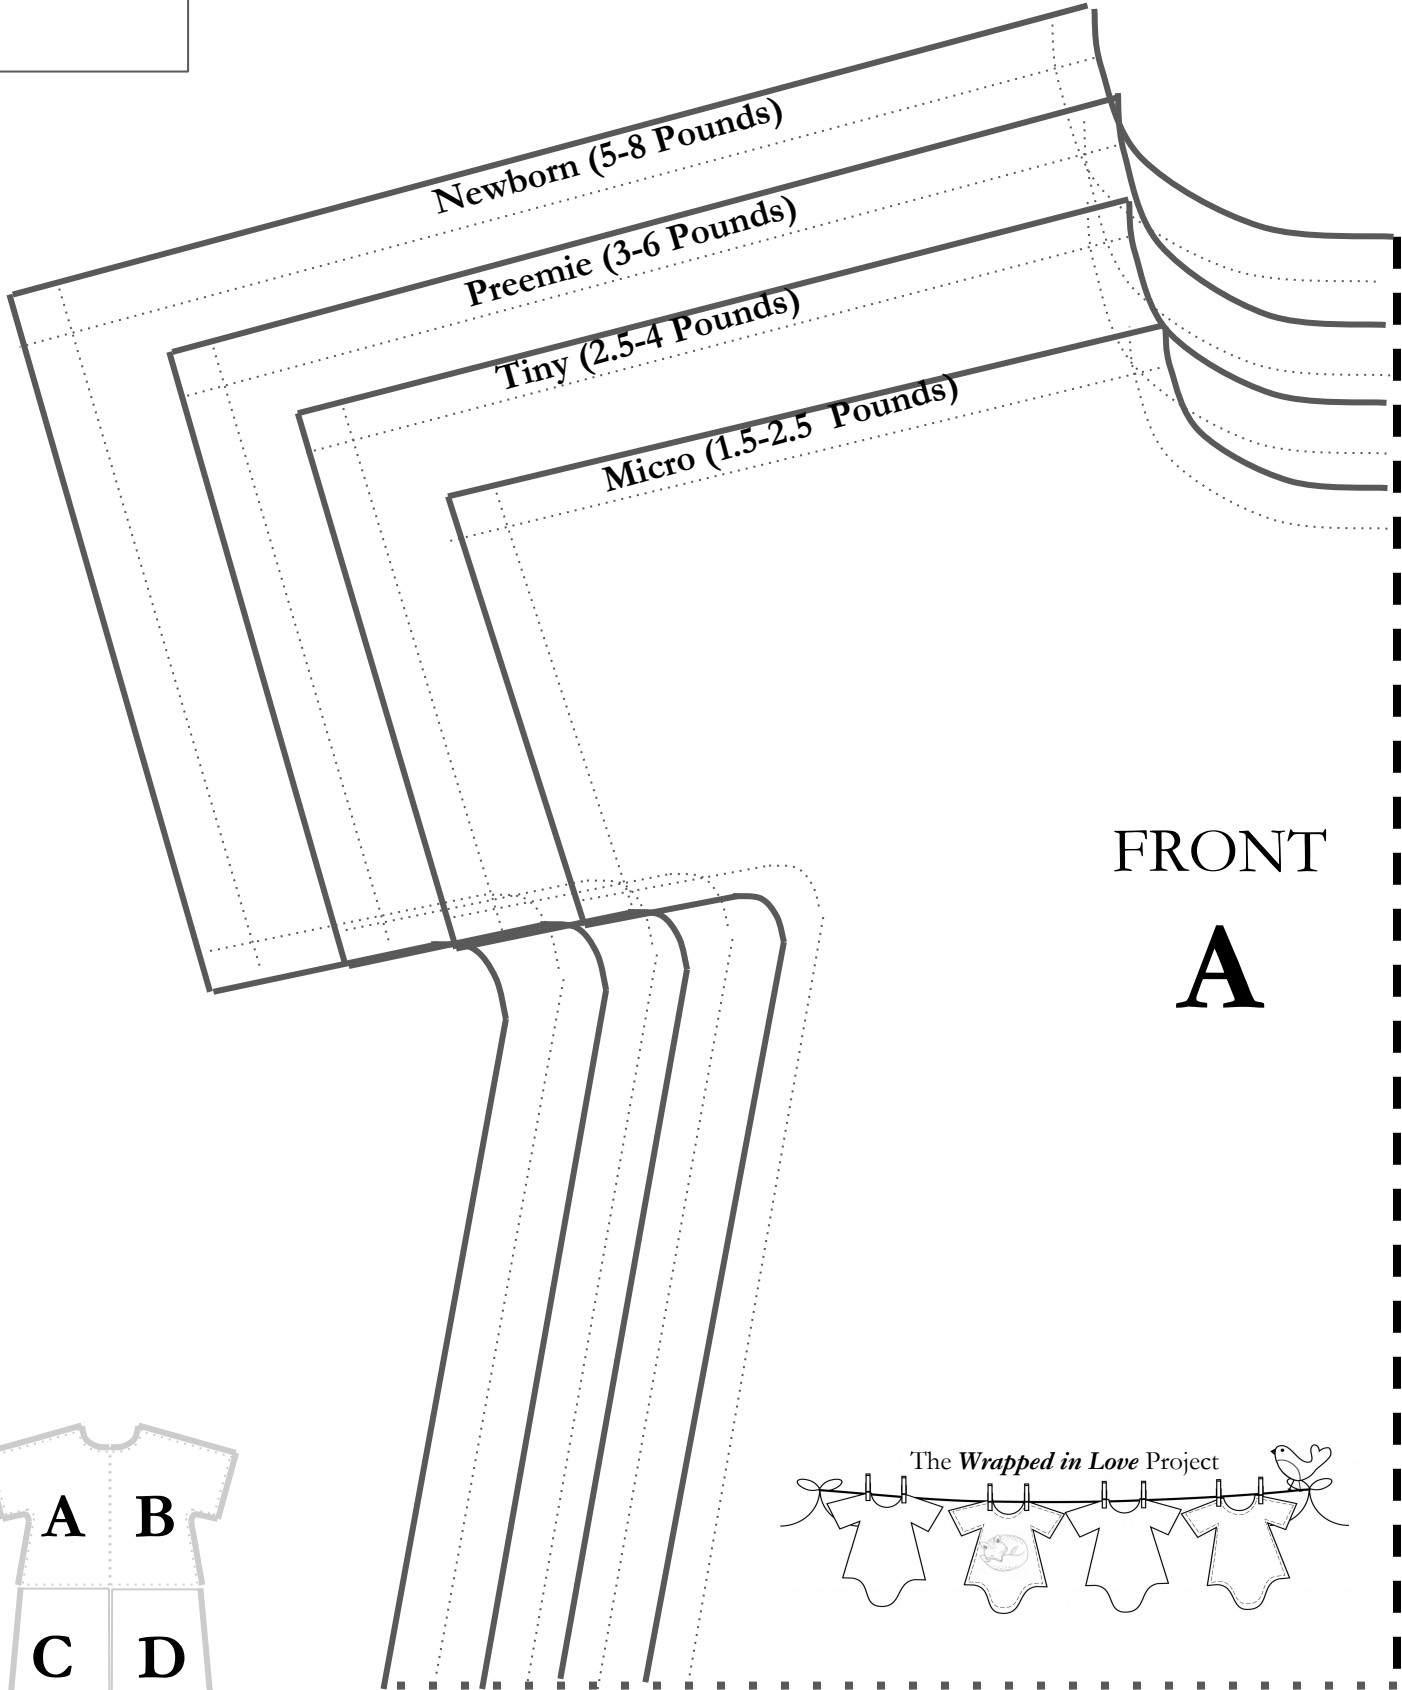 Newborn (5-8 Pounds)
Preemie (3-6 Pounds)
Tiny (2.5-4 Pounds)
Micro (1.5-2.5 Pounds)
FRONT
A
The Wrapped in Love Project
A B
C D